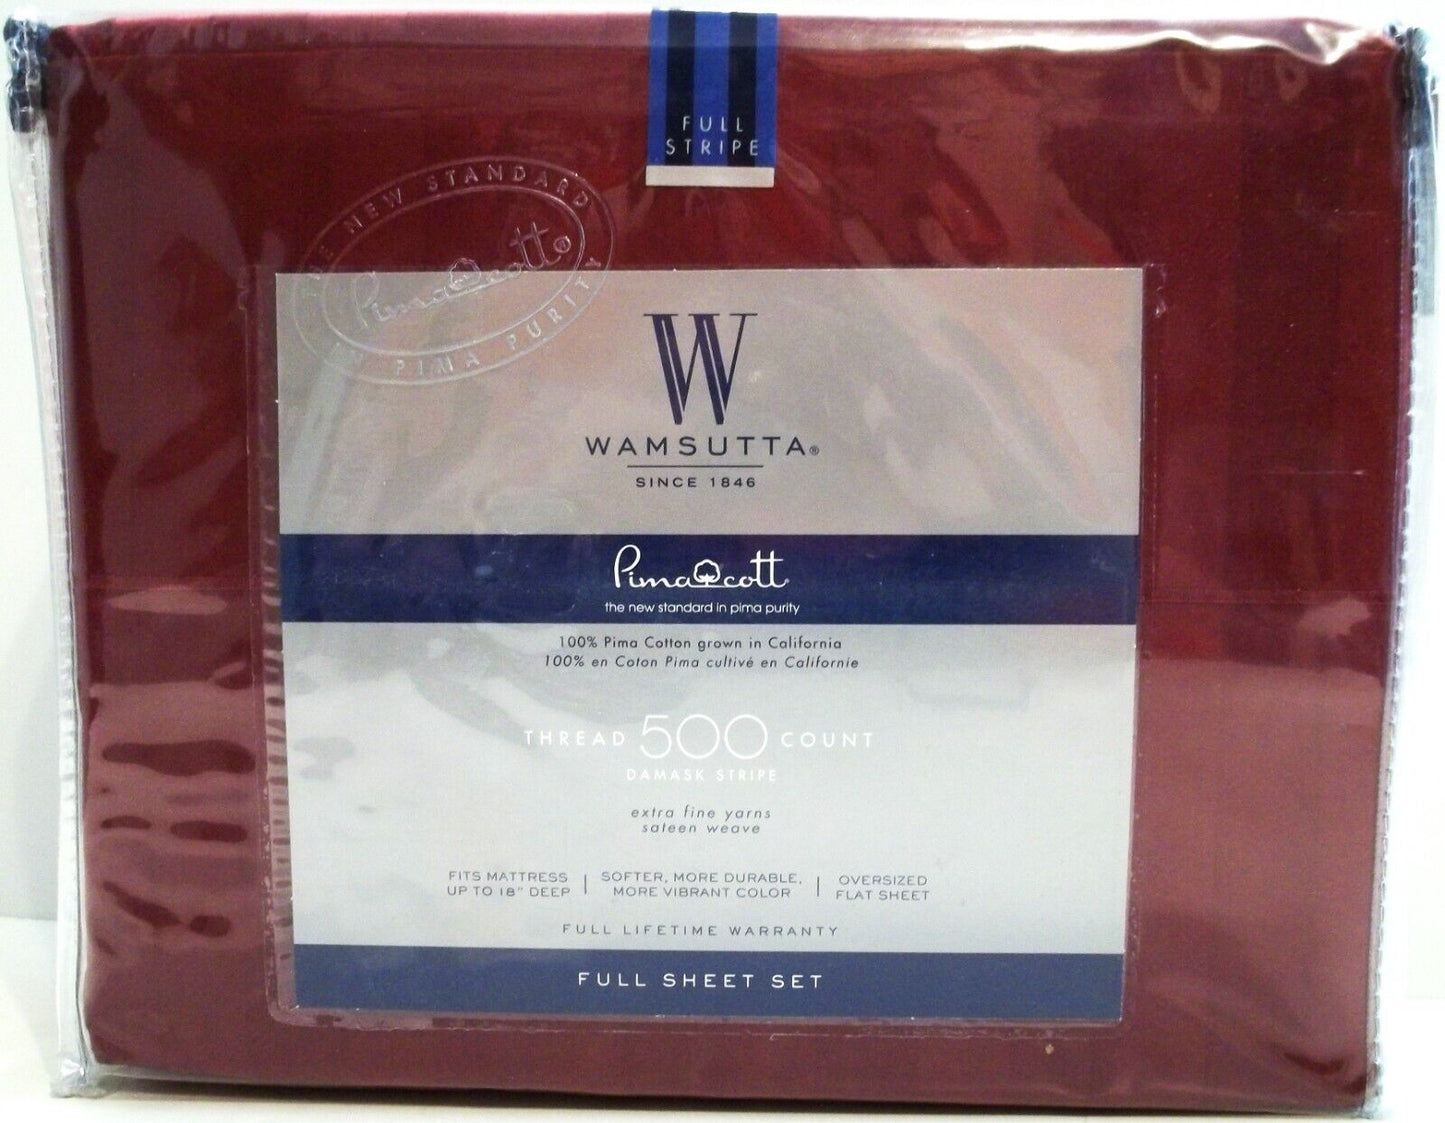 FULL
STRIPE
THE NEW STANDARD
Pimacott®
IN PIMA PURITY
W
WAMSUTTA®
SINCE 1846
Pimacott
the new standard in pima purity
100% Pima Cotton grown in California
100% en Coton Pima cultivé en Californie
THREAD 500 COUNT
DAMASK STRIPE
extra fine yarns
sateen weave
FITS MATTRESS
UP TO 18" DEEP
SOFTER, MORE DURABLE,
MORE VIBRANT COLOR
OVERSIZED
FLAT SHEET
FULL LIFETIME WARRANTY
FULL SHEET SET